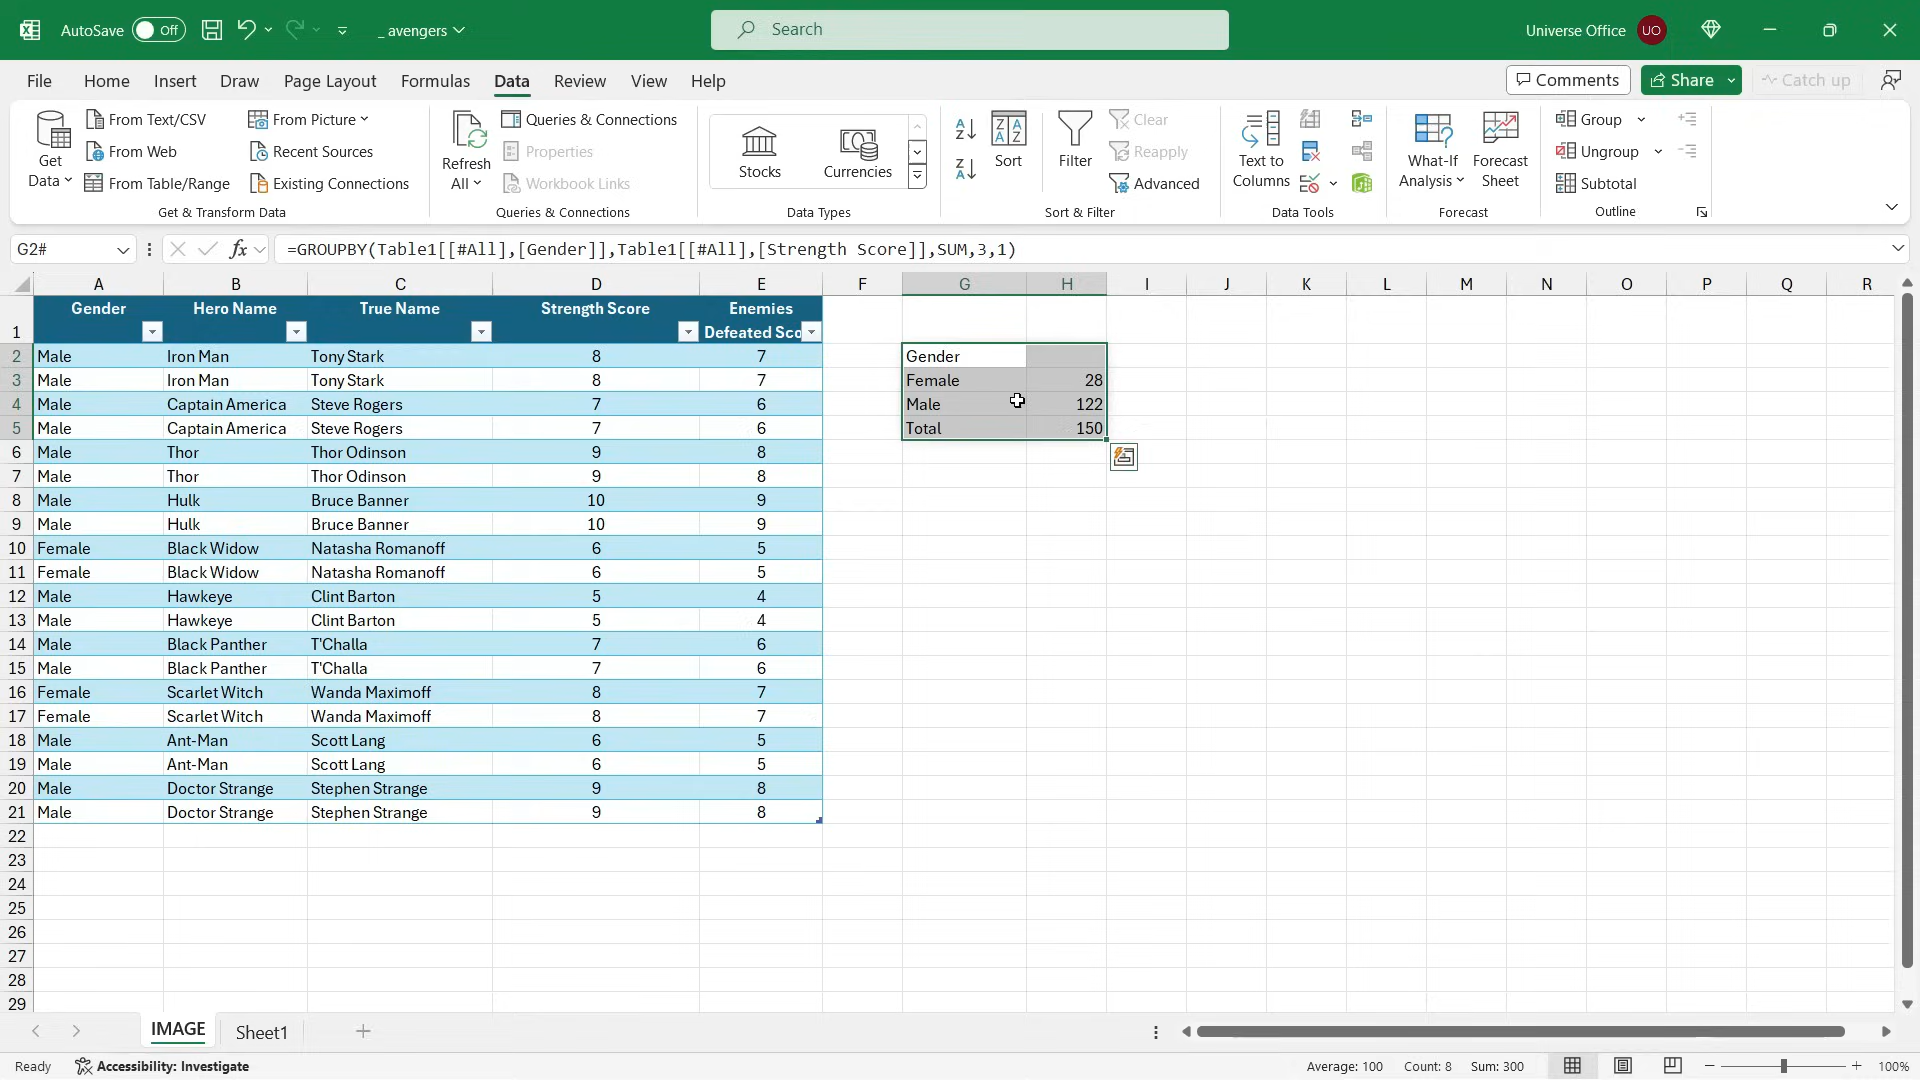 AutoSave Off _ avengers Search Universe Office UO
File Home Insert Draw Page Layout Formulas Data Review View Help Comments Share Catch up
Get Data
From Text/CSV
From Web
From Table/Range
From Picture
Recent Sources
Existing Connections
Get & Transform Data
Refresh All
Queries & Connections
Properties
Workbook Links
Queries & Connections
Stocks
Currencies
Data Types
Sort
Filter
Clear
Reapply
Advanced
Sort & Filter
Text to Columns
Data Tools
What-If Analysis
Forecast Sheet
Forecast
Group
Ungroup
Subtotal
Outline
G2# fx =GROUPBY(Table1[[#All],[Gender]],Table1[[#All],[Strength Score]],SUM,3,1)
A B C D E F G H I J K L M N O P Q R
1 Gender Hero Name True Name Strength Score Enemies Defeated Sco
2 Male Iron Man Tony Stark 8 7 Gender
3 Male Iron Man Tony Stark 8 7 Female 28
4 Male Captain America Steve Rogers 7 6 Male 122
5 Male Captain America Steve Rogers 7 6 Total 150
6 Male Thor Thor Odinson 9 8
7 Male Thor Thor Odinson 9 8
8 Male Hulk Bruce Banner 10 9
9 Male Hulk Bruce Banner 10 9
10 Female Black Widow Natasha Romanoff 6 5
11 Female Black Widow Natasha Romanoff 6 5
12 Male Hawkeye Clint Barton 5 4
13 Male Hawkeye Clint Barton 5 4
14 Male Black Panther T'Challa 7 6
15 Male Black Panther T'Challa 7 6
16 Female Scarlet Witch Wanda Maximoff 8 7
17 Female Scarlet Witch Wanda Maximoff 8 7
18 Male Ant-Man Scott Lang 6 5
19 Male Ant-Man Scott Lang 6 5
20 Male Doctor Strange Stephen Strange 9 8
21 Male Doctor Strange Stephen Strange 9 8
22
23
24
25
26
27
28
29
IMAGE Sheet1
Ready Accessibility: Investigate Average: 100 Count: 8 Sum: 300 100%